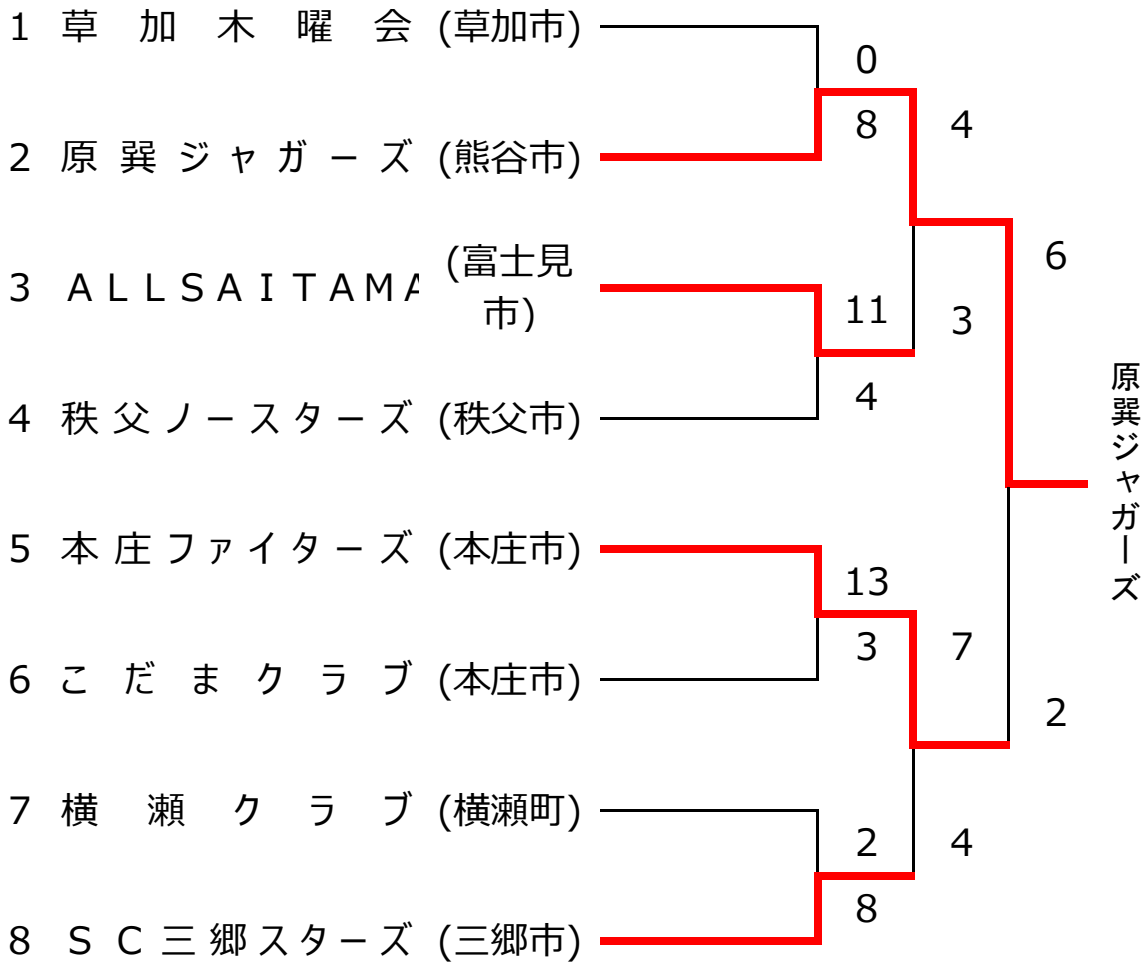 1 草加木曜会 (草加市)
0
8
4
2 原巽ジャガーズ (熊谷市)
6
3 ALLSAITAMA (富士見
市)
11
3
4
4 秩父ノースターズ (秩父市)
原巽ジャガーズ
5 本庄ファイターズ (本庄市)
13
3
7
6 こだまクラブ (本庄市)
2
7 横瀬クラブ (横瀬町)
2
4
8
8 SC三郷スターズ (三郷市)